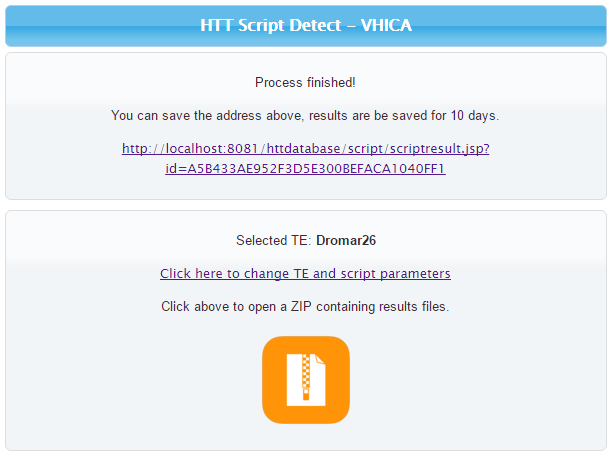 HTT Script Detect – VHICA
Process finished!
You can save the address above, results are be saved for 10 days.
http://localhost:8081/httdatabase/script/scriptresult.jsp?
id=A5B433AE952F3D5E300BEFACA1040FF1
Selected TE: Dromar26
Click here to change TE and script parameters
Click above to open a ZIP containing results files.